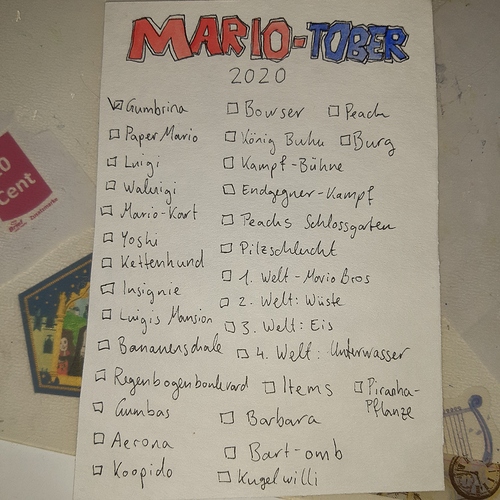 MARIO-TOBER
2020
Gumbrina
Bowser
Peach
Paper Mario
König Buhu
Burg
Luigi
Kampf-Bühne
Waluigi
Endgegner-Kampf
Mario-Kart
Peachs Schlossgarten
Yoshi
Pilzschlucht
Kettenhund
1. Welt - Mario Bros
Insignie
2. Welt: Wüste
Luigis Mansion
3. Welt: Eis
Bananenschale
4. Welt: Unterwasser
Regenbogenboulevard
Items
Piranha-
Pflanze
Gumbas
Barbara
Aerona
Bart-omb
Koopido
Kugelwilli
Cent